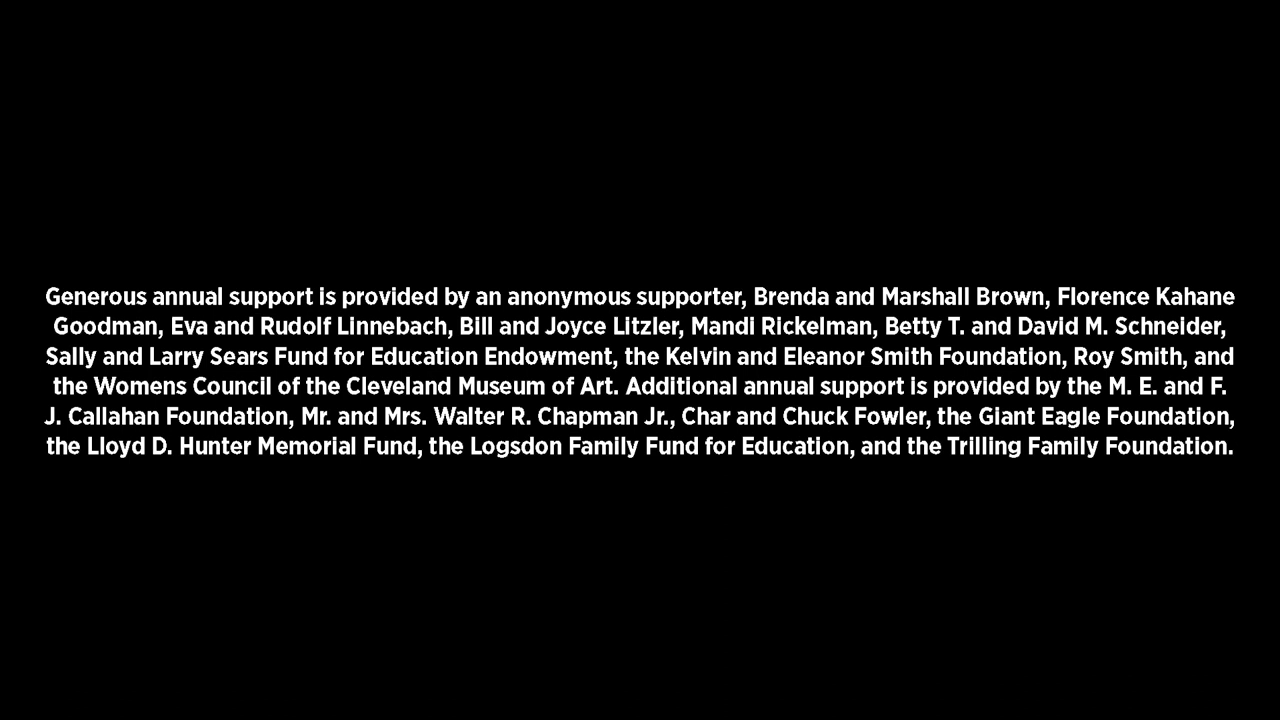 Generous annual support is provided by an anonymous supporter, Brenda and Marshall Brown, Florence Kahane
Goodman, Eva and Rudolf Linnebach, Bill and Joyce Litzler, Mandi Rickelman, Betty T. and David M. Schneider,
Sally and Larry Sears Fund for Education Endowment, the Kelvin and Eleanor Smith Foundation, Roy Smith, and
the Womens Council of the Cleveland Museum of Art. Additional annual support is provided by the M. E. and F.
J. Callahan Foundation, Mr. and Mrs. Walter R. Chapman Jr., Char and Chuck Fowler, the Giant Eagle Foundation,
the Lloyd D. Hunter Memorial Fund, the Logsdon Family Fund for Education, and the Trilling Family Foundation.